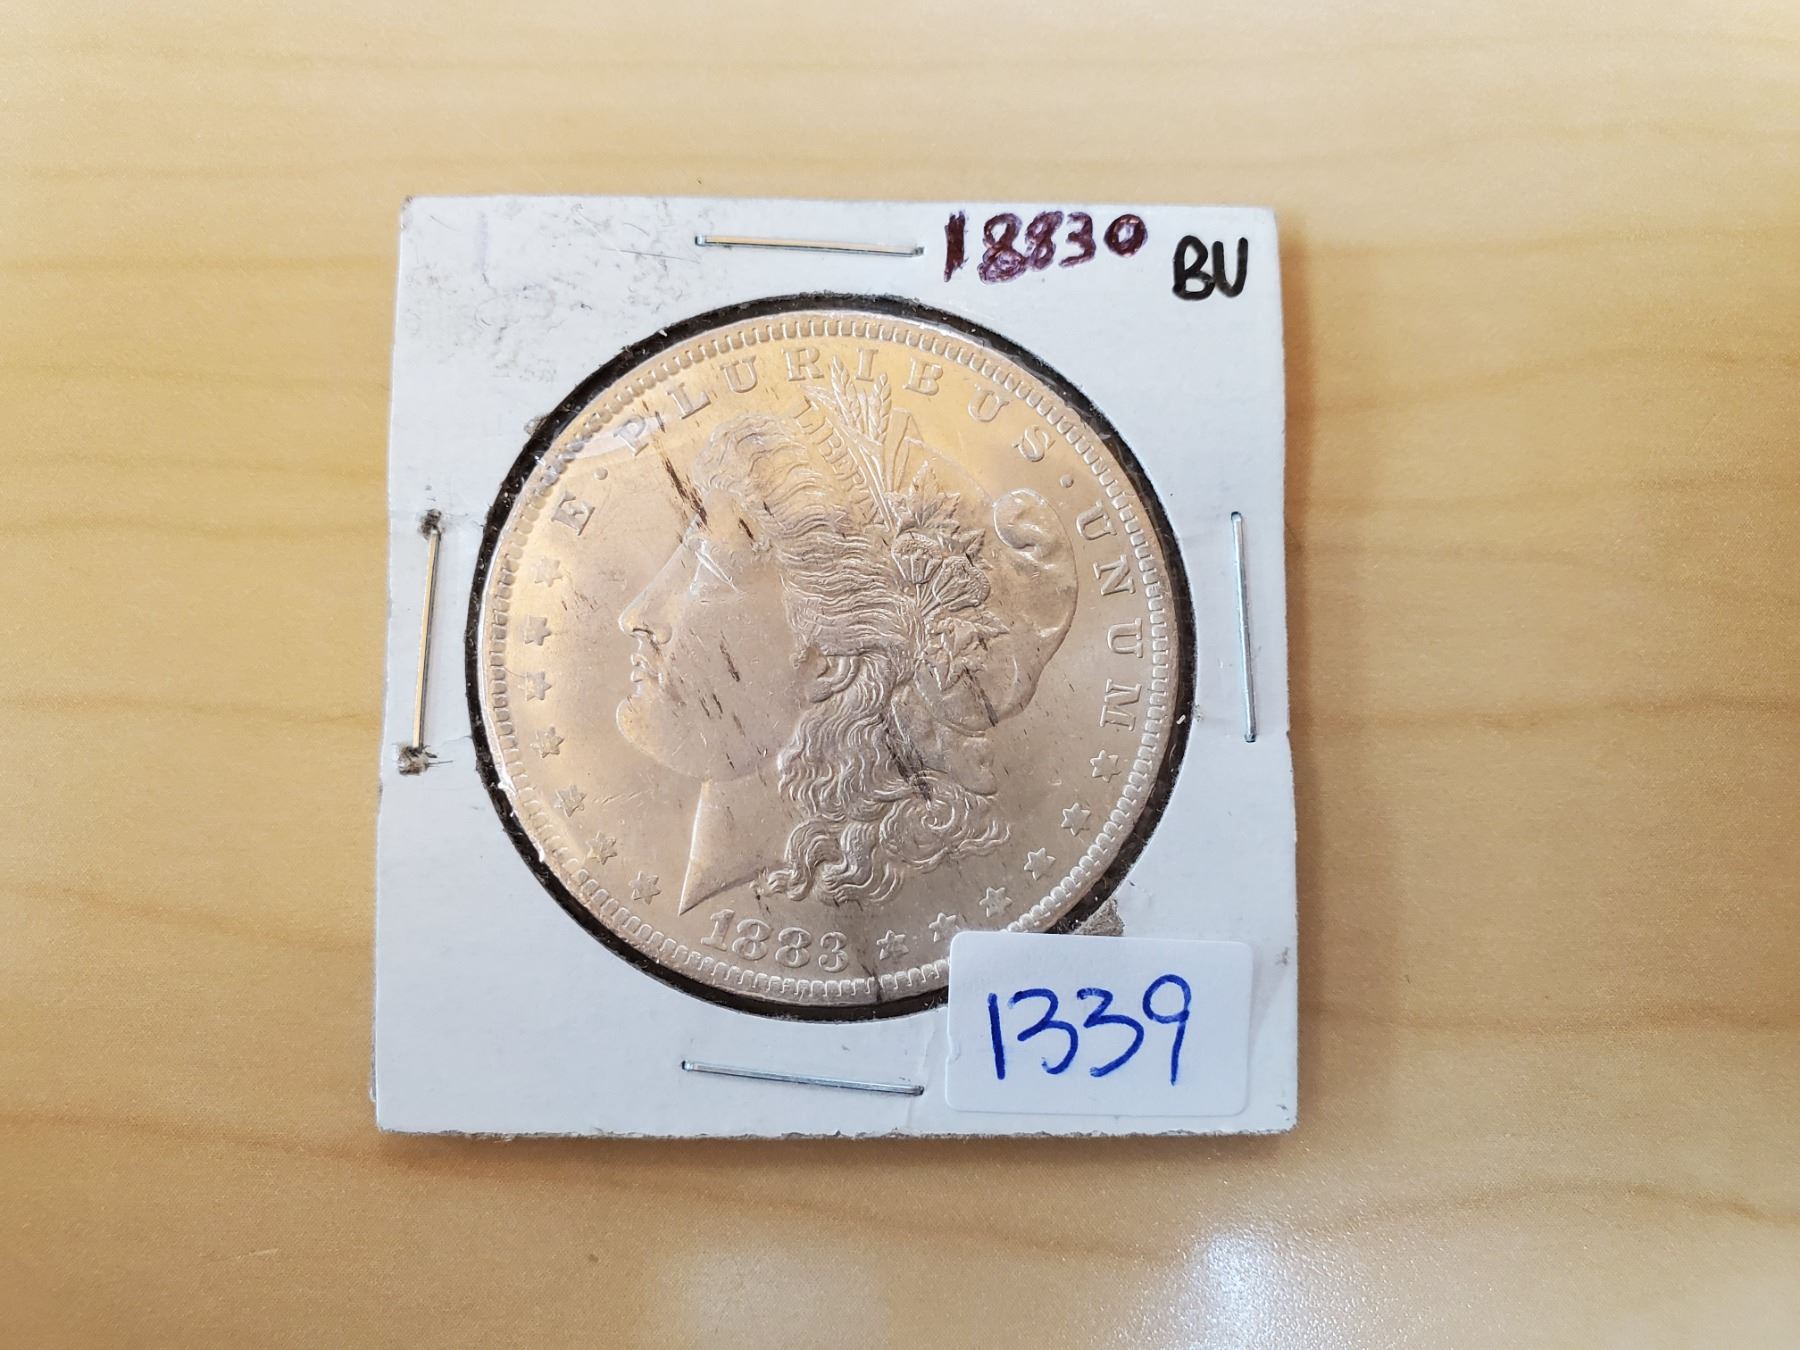 18830
BU
E · PLURIBUS · UNUM
LIBERTY
1883
1339